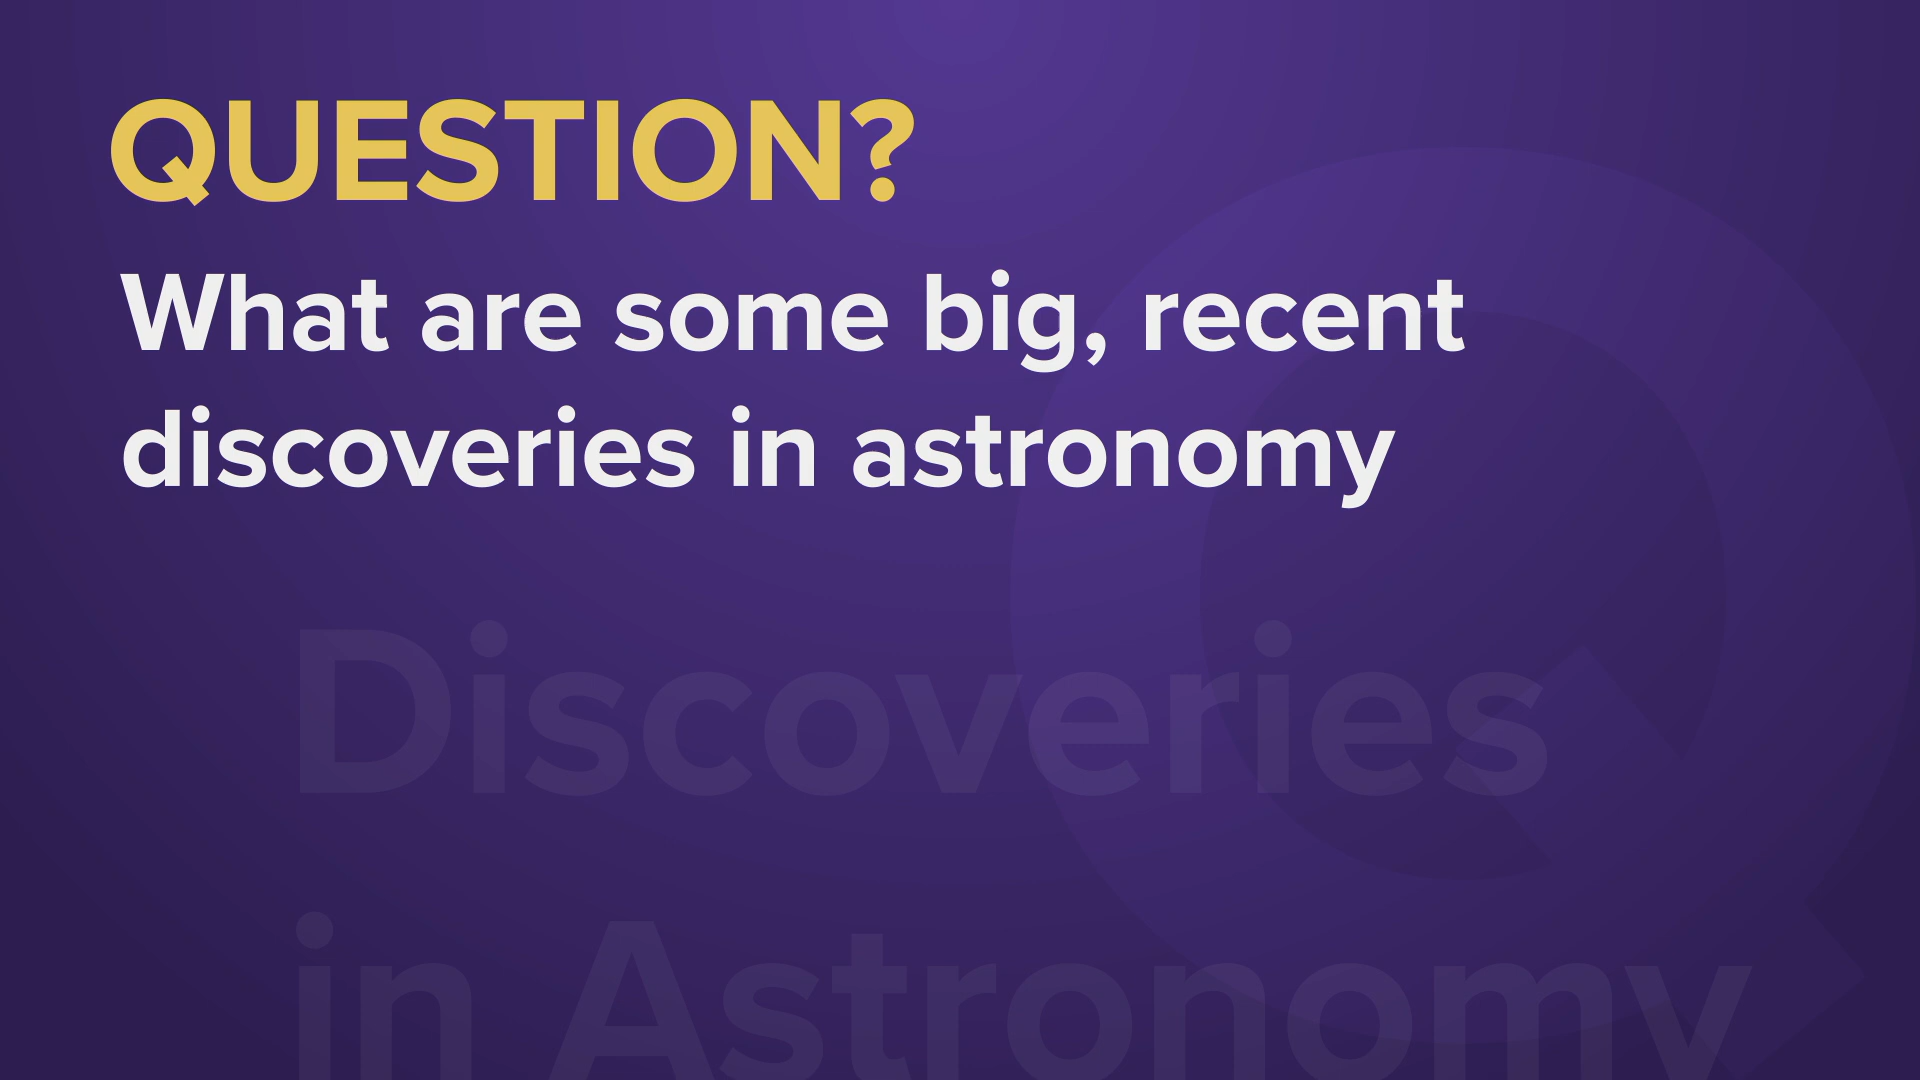 QUESTION?
What are some big, recent
discoveries in astronomy
Discoveries
in Astronomy